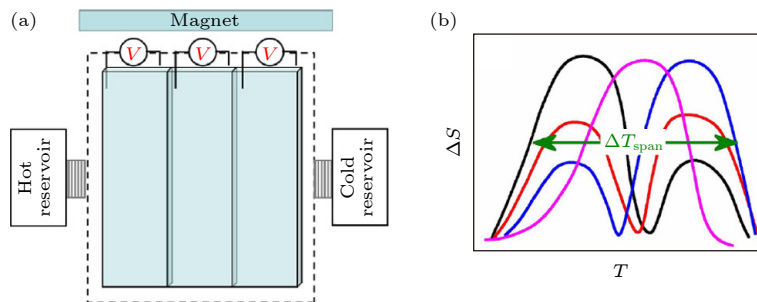 (a)
Magnet
V
V
V
Hot
reservoir
Cold
reservoir
(b)
ΔS
ΔT_span
T